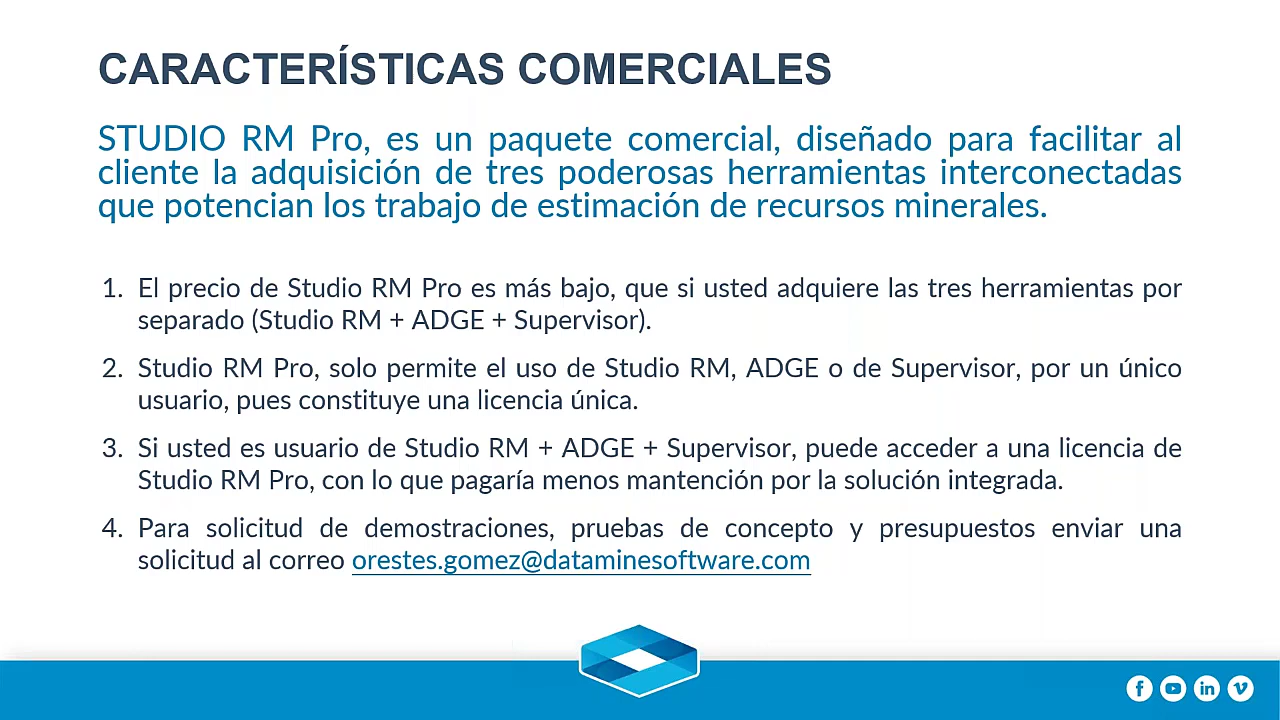 CARACTERÍSTICAS COMERCIALES
STUDIO RM Pro, es un paquete comercial, diseñado para facilitar al
cliente la adquisición de tres poderosas herramientas interconectadas
que potencian los trabajo de estimación de recursos minerales.
1. El precio de Studio RM Pro es más bajo, que si usted adquiere las tres herramientas por
separado (Studio RM + ADGE + Supervisor).
2. Studio RM Pro, solo permite el uso de Studio RM, ADGE o de Supervisor, por un único
usuario, pues constituye una licencia única.
3. Si usted es usuario de Studio RM + ADGE + Supervisor, puede acceder a una licencia de
Studio RM Pro, con lo que pagaría menos mantención por la solución integrada.
4. Para solicitud de demostraciones, pruebas de concepto y presupuestos enviar una
solicitud al correo orestes.gomez@dataminesoftware.com